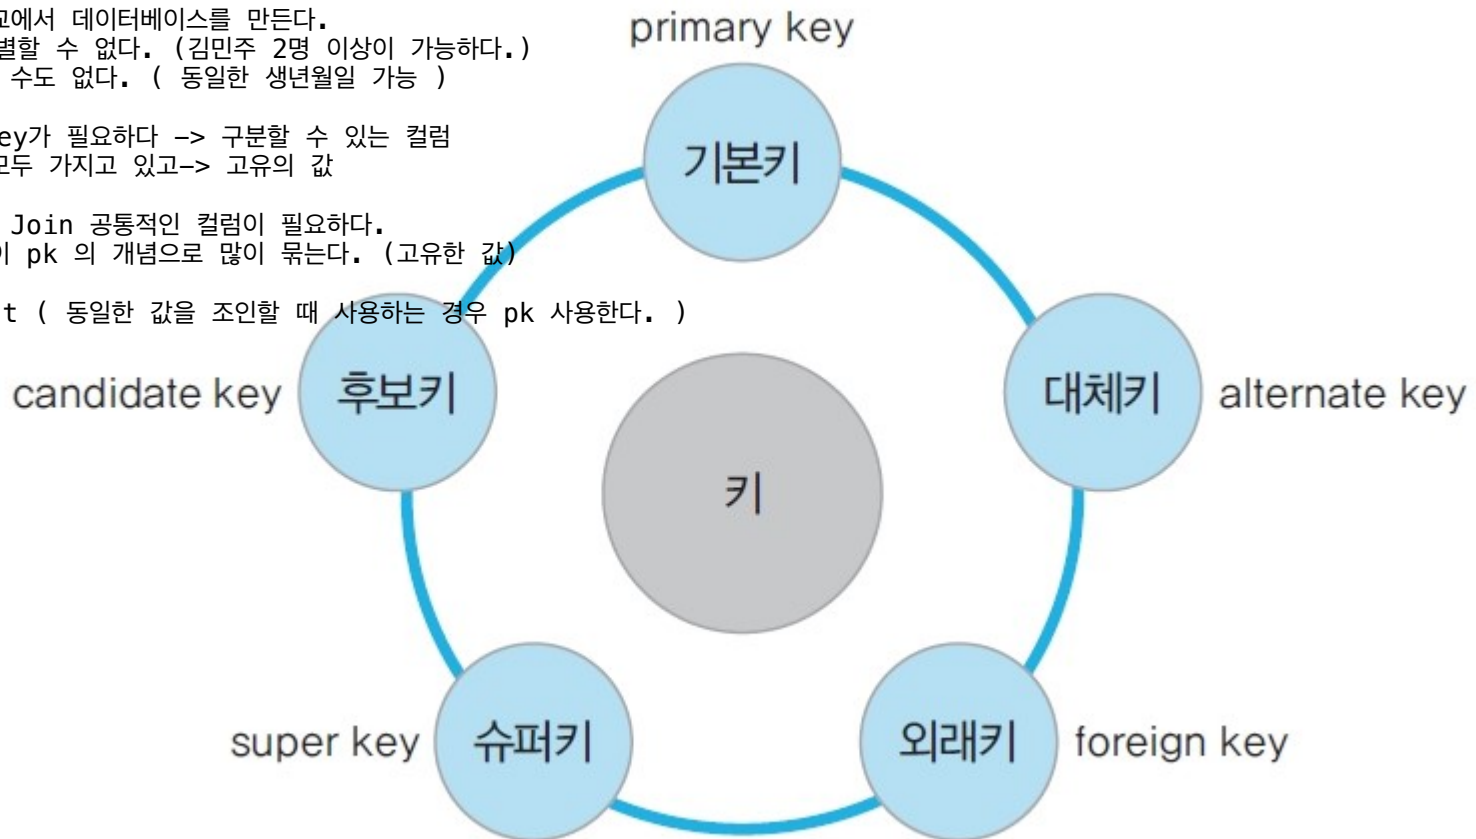 교에서 데이터베이스를 만든다.
별할 수 없다. (김민주 2명 이상이 가능하다.)
수도 없다. ( 동일한 생년월일 가능 )
ey가 필요하다 –> 구분할 수 있는 컬럼
모두 가지고 있고–> 고유의 값
Join 공통적인 컬럼이 필요하다.
이 pk 의 개념으로 많이 묶는다. (고유한 값)
t ( 동일한 값을 조인할 때 사용하는 경우 pk 사용한다. )
primary key
기본키
candidate key
후보키
대체키
alternate key
키
super key
슈퍼키
외래키
foreign key